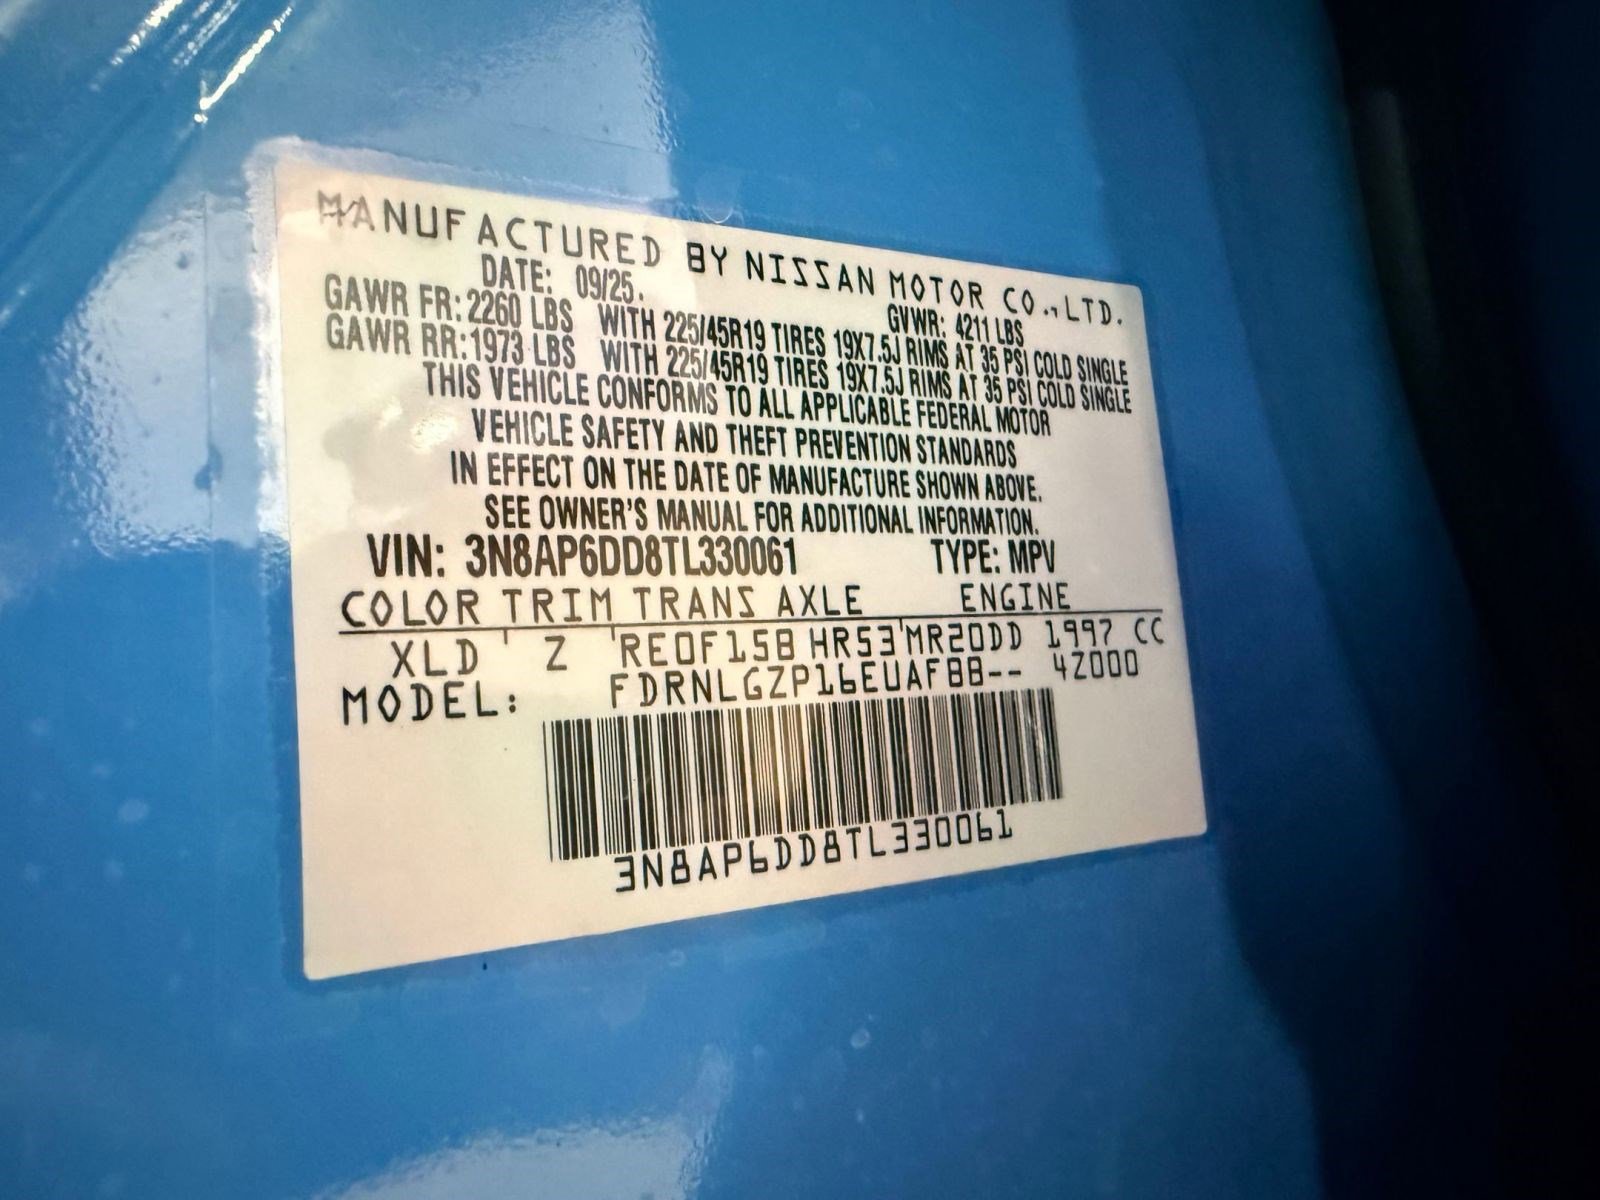 MANUFACTURED BY NISSAN MOTOR CO.,LTD.
DATE: 09/25. GVWR: 4211 LBS
GAWR FR: 2260 LBS WITH 225/45R19 TIRES 19X7.5J RIMS AT 35 PSI COLD SINGLE
GAWR RR: 1973 LBS WITH 225/45R19 TIRES 19X7.5J RIMS AT 35 PSI COLD SINGLE
THIS VEHICLE CONFORMS TO ALL APPLICABLE FEDERAL MOTOR
VEHICLE SAFETY AND THEFT PREVENTION STANDARDS
IN EFFECT ON THE DATE OF MANUFACTURE SHOWN ABOVE.
SEE OWNER'S MANUAL FOR ADDITIONAL INFORMATION.
VIN: 3N8AP6DD8TL330061 TYPE: MPV
COLOR TRIM TRANS AXLE ENGINE
XLD Z RE0F15B HR53 MR20DD 1997 CC
MODEL: FDRNLGZP16EUAFBB-- 4Z000
3N8AP6DD8TL330061